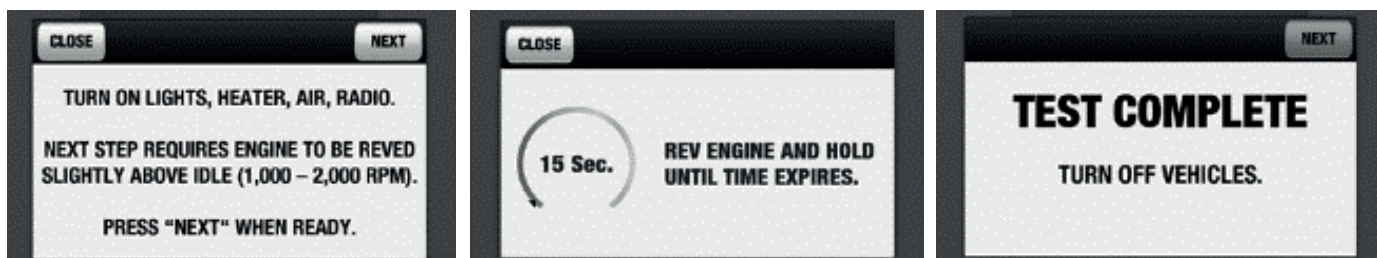 CLOSE
NEXT
TURN ON LIGHTS, HEATER, AIR, RADIO.
NEXT STEP REQUIRES ENGINE TO BE REVED
SLIGHTLY ABOVE IDLE (1,000 – 2,000 RPM).
PRESS "NEXT" WHEN READY.
CLOSE
15 Sec.
REV ENGINE AND HOLD
UNTIL TIME EXPIRES.
NEXT
TEST COMPLETE
TURN OFF VEHICLES.